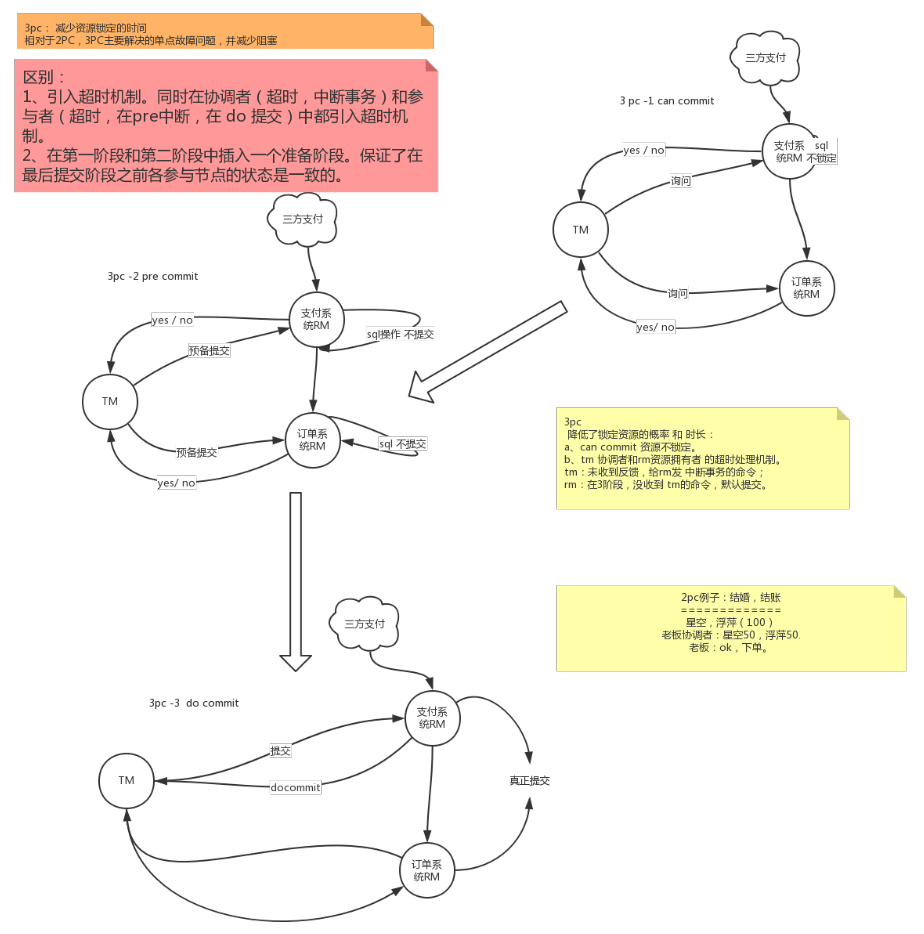 3pc： 减少资源锁定的时间
相对于2PC，3PC主要解决的单点故障问题，并减少阻塞
区别：
1、引入超时机制。同时在协调者（超时，中断事务）和参
与者（超时，在pre中断，在 do 提交）中都引入超时机
制。
2、在第一阶段和第二阶段中插入一个准备阶段。保证了在
最后提交阶段之前各参与节点的状态是一致的。
三方支付
3 pc -1 can commit
支付系
统RM
sql
不锁定
yes / no
询问
TM
订单系
统RM
询问
yes/ no
三方支付
3pc -2 pre commit
支付系
统RM
yes / no
sql操作 不提交
预备提交
TM
订单系
统RM
sql 不提交
预备提交
yes/ no
3pc
降低了锁定资源的概率 和 时长：
a、can commit 资源不锁定。
b、tm 协调者和rm资源拥有者 的超时处理机制。
tm：未收到反馈，给rm发 中断事务的命令；
rm：在3阶段，没收到 tm的命令，默认提交。
2pc例子：结婚，结账
=============
星空，浮萍（100）
老板协调者：星空50，浮萍50.
老板：ok，下单。
三方支付
3pc -3  do commit
支付系
统RM
提交
TM
docommit
真正提交
订单系
统RM